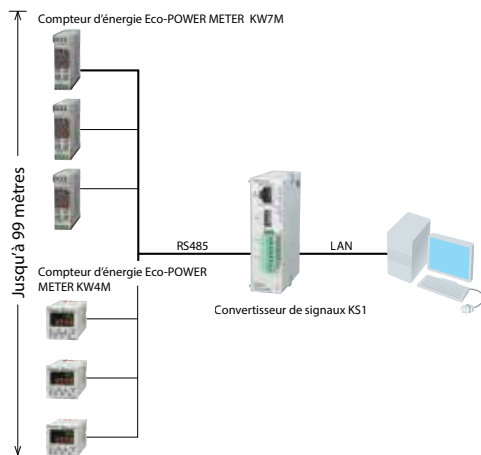 Compteur d'énergie Eco-POWER METER KW7M
Jusqu'à 99 mètres
RS485
LAN
Compteur d'énergie Eco-POWER
METER KW4M
Convertisseur de signaux KS1